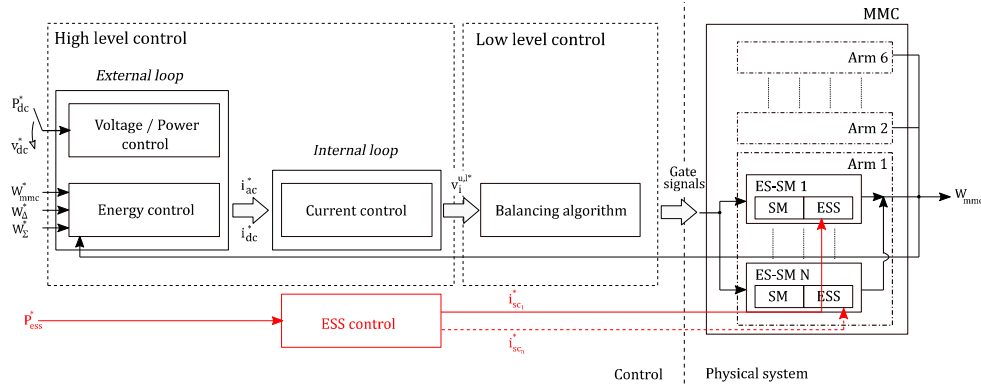 High level control
Low level control
MMC
External loop
Arm 6
P*dc
v*dc
Voltage / Power
control
Arm 2
Internal loop
Arm 1
Gate
signals
W*mmc
W*Δ
W*Σ
Energy control
i*ac
i*dc
Current control
v_i^u,l*
Balancing algorithm
ES-SM 1
SM
ESS
Wmmc
ES-SM N
SM
ESS
P*ess
ESS control
i*sc1
i*scn
Control
Physical system